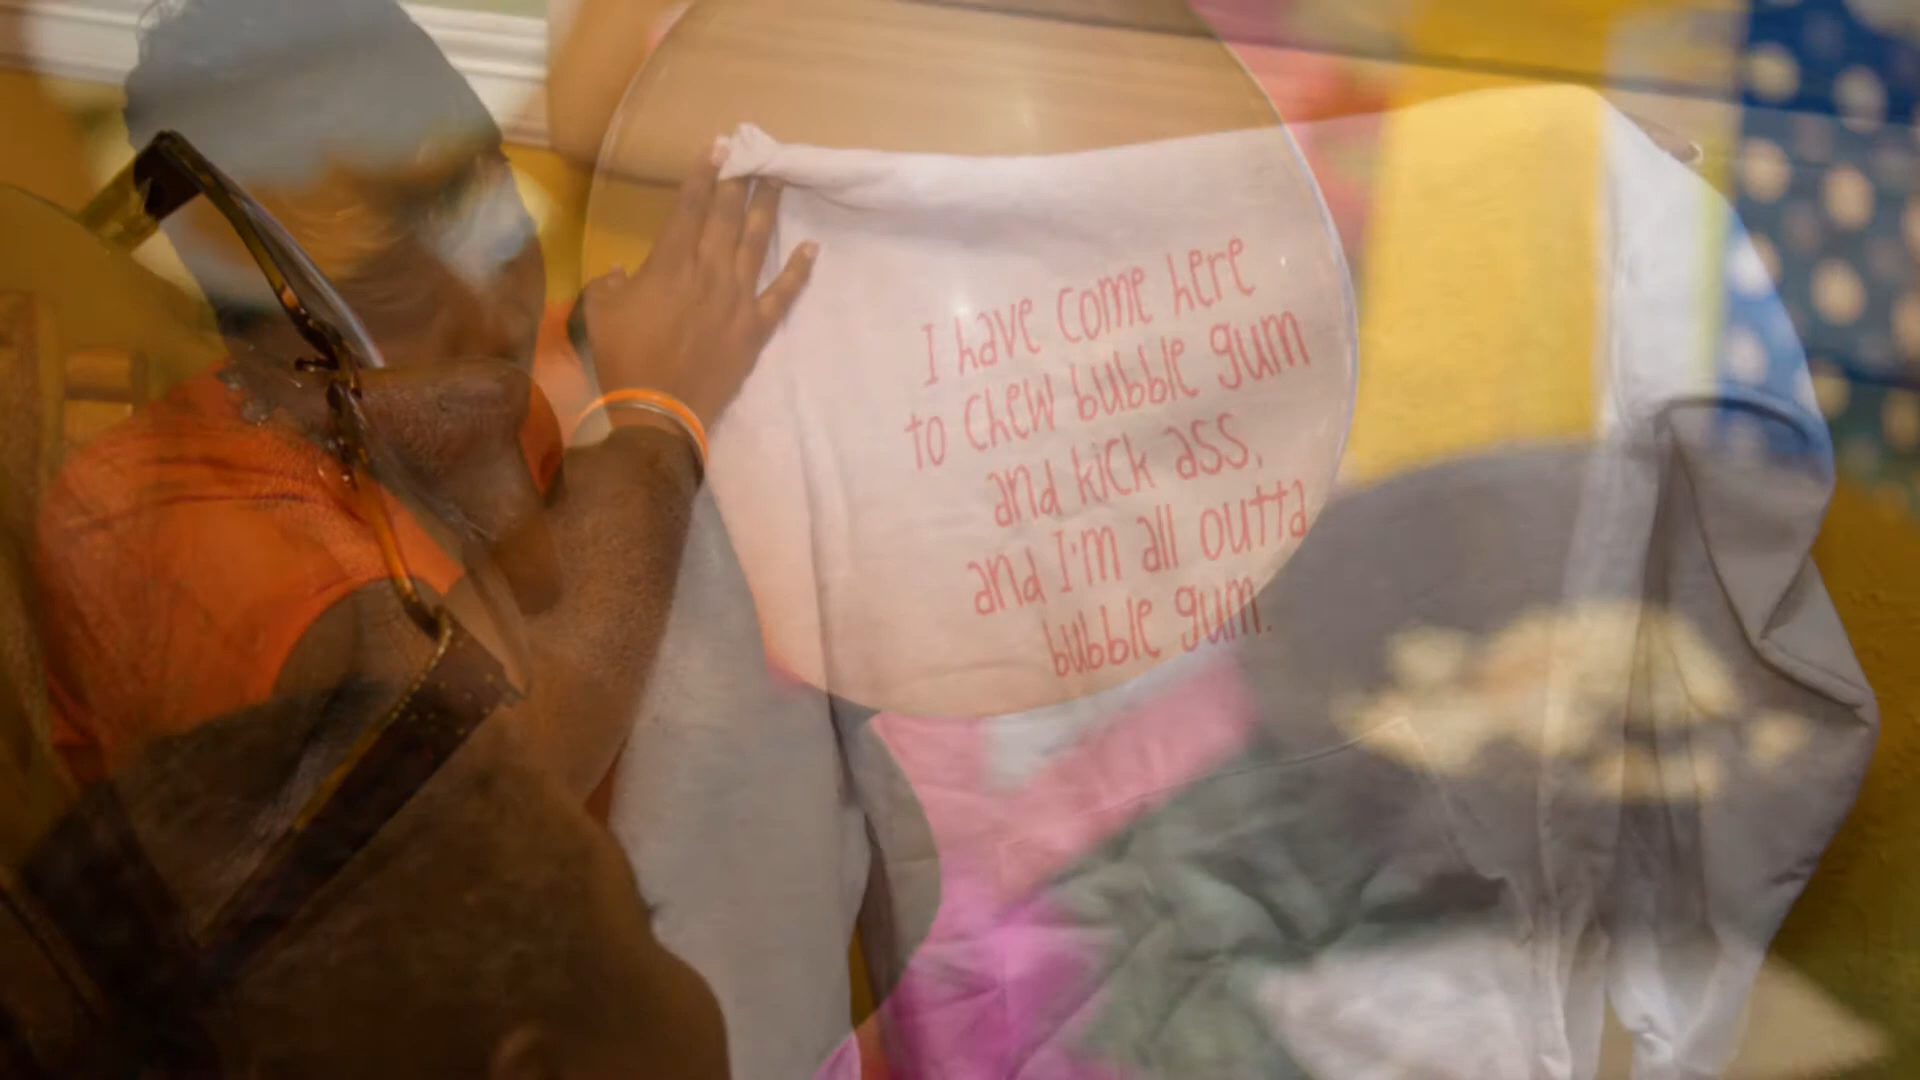 I have come here
to chew bubble gum
and kick ass,
and I'm all outta
bubble gum.